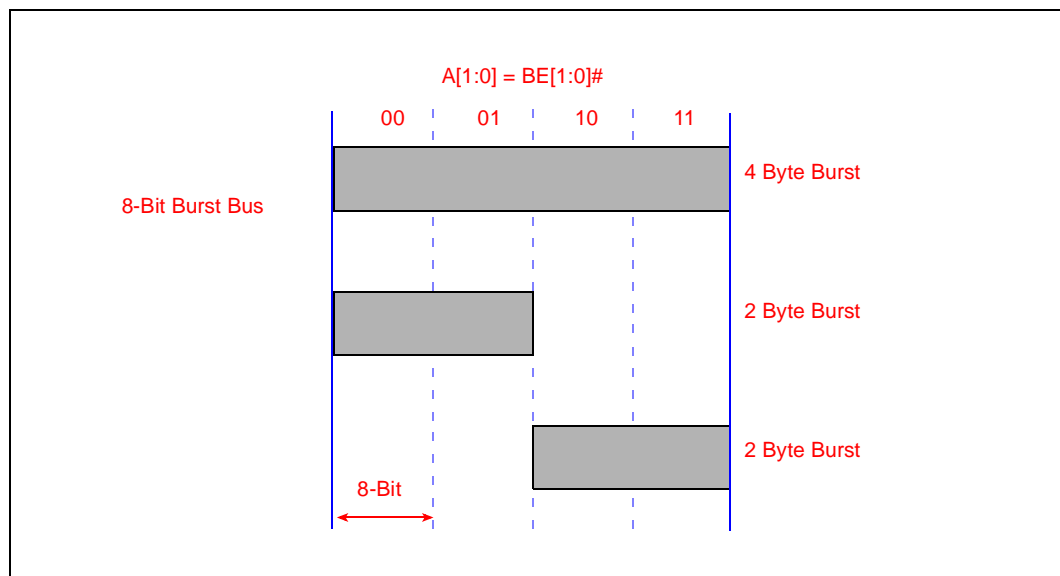 A[1:0] = BE[1:0]#
00 01 10 11
4 Byte Burst
8-Bit Burst Bus
2 Byte Burst
2 Byte Burst
8-Bit